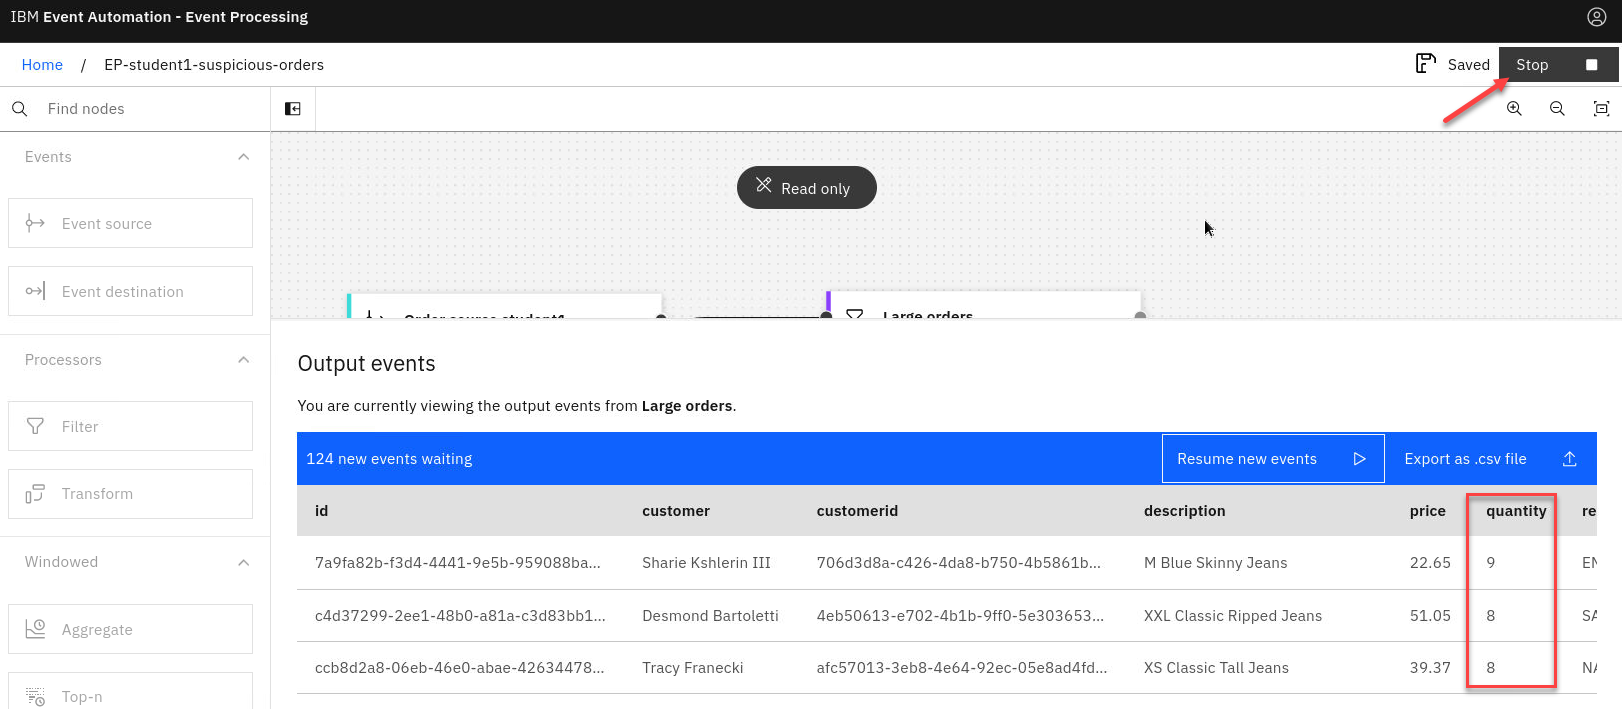 IBM Event Automation - Event Processing
Home / EP-student1-suspicious-orders
Saved
Stop
Find nodes
Events
Event source
Event destination
Processors
Filter
Transform
Windowed
Aggregate
Top-n
Read only
Order source student1
Large orders
Output events
You are currently viewing the output events from Large orders.
124 new events waiting
Resume new events
Export as .csv file
id customer customerid description price quantity re
7a9fa82b-f3d4-4441-9e5b-959088ba... Sharie Kshlerin III 706d3d8a-c426-4da8-b750-4b5861b... M Blue Skinny Jeans 22.65 9 EN
c4d37299-2ee1-48b0-a81a-c3d83bb1... Desmond Bartoletti 4eb50613-e702-4b1b-9ff0-5e303653... XXL Classic Ripped Jeans 51.05 8 SA
ccb8d2a8-06eb-46e0-abae-42634478... Tracy Franecki afc57013-3eb8-4e64-92ec-05e8ad4fd... XS Classic Tall Jeans 39.37 8 NA